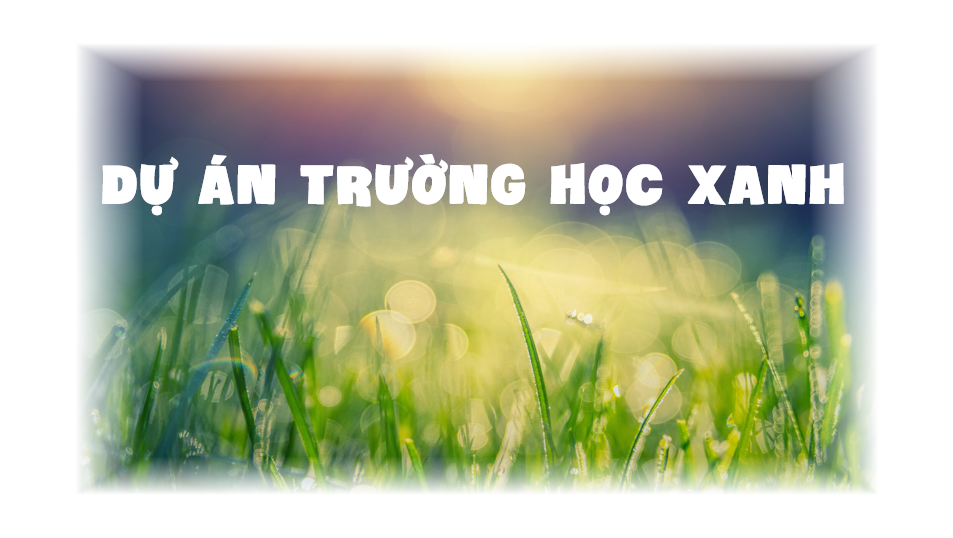 DỰ ÁN TRƯỜNG HỌC XANH